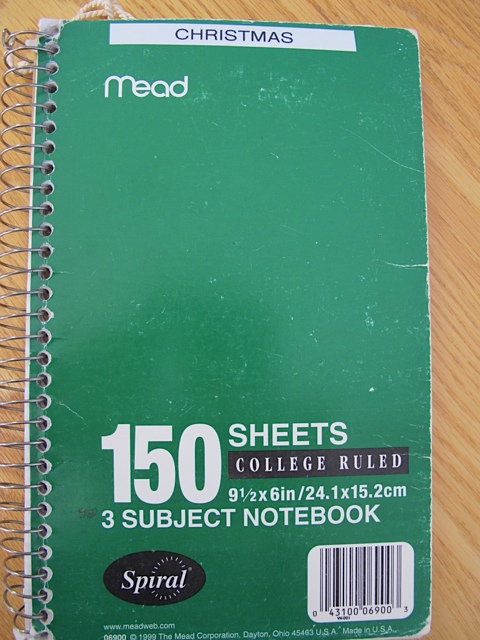 CHRISTMAS
Mead
150 SHEETS
COLLEGE RULED
9½x6in/24.1x15.2cm
3 SUBJECT NOTEBOOK
Spiral
0 43100 06900 3
www.meadweb.com
06900 © 1999 The Mead Corporation, Dayton, Ohio 45463 U.S.A. Made in U.S.A.